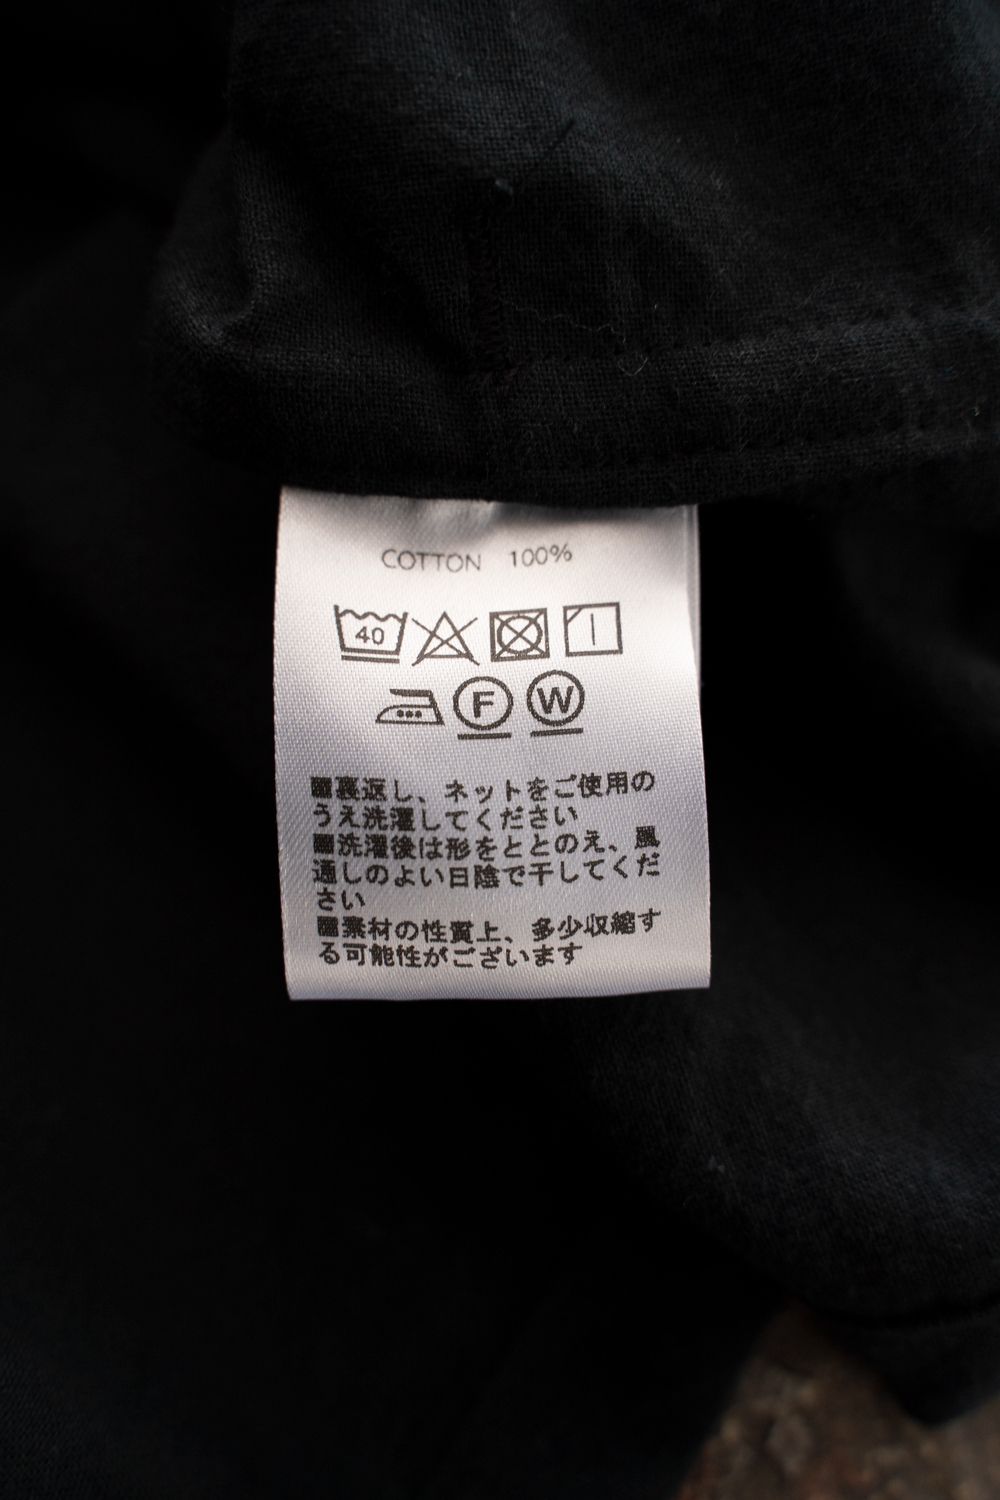 COTTON 100%
40
F W
■裏返し、ネットをご使用の
うえ洗濯してください
■洗濯後は形をととのえ、風
通しのよい日陰で干してくだ
さい
■素材の性質上、多少収縮す
る可能性がございます